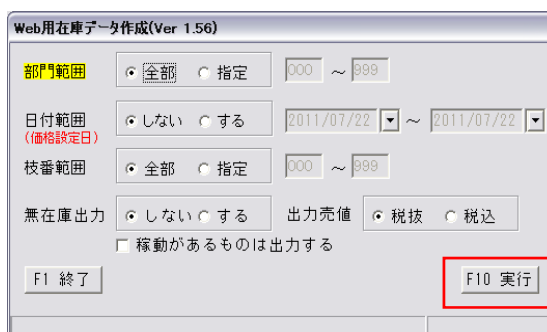 Web用在庫データ作成(Ver 1.56)
部門範囲 全部 指定 000 ～ 999
日付範囲 しない する 2011/07/22 ～ 2011/07/22
(価格設定日)
枝番範囲 全部 指定 000 ～ 999
無在庫出力 しない する 出力売値 税抜 税込
稼動があるものは出力する
F1 終了 F10 実行